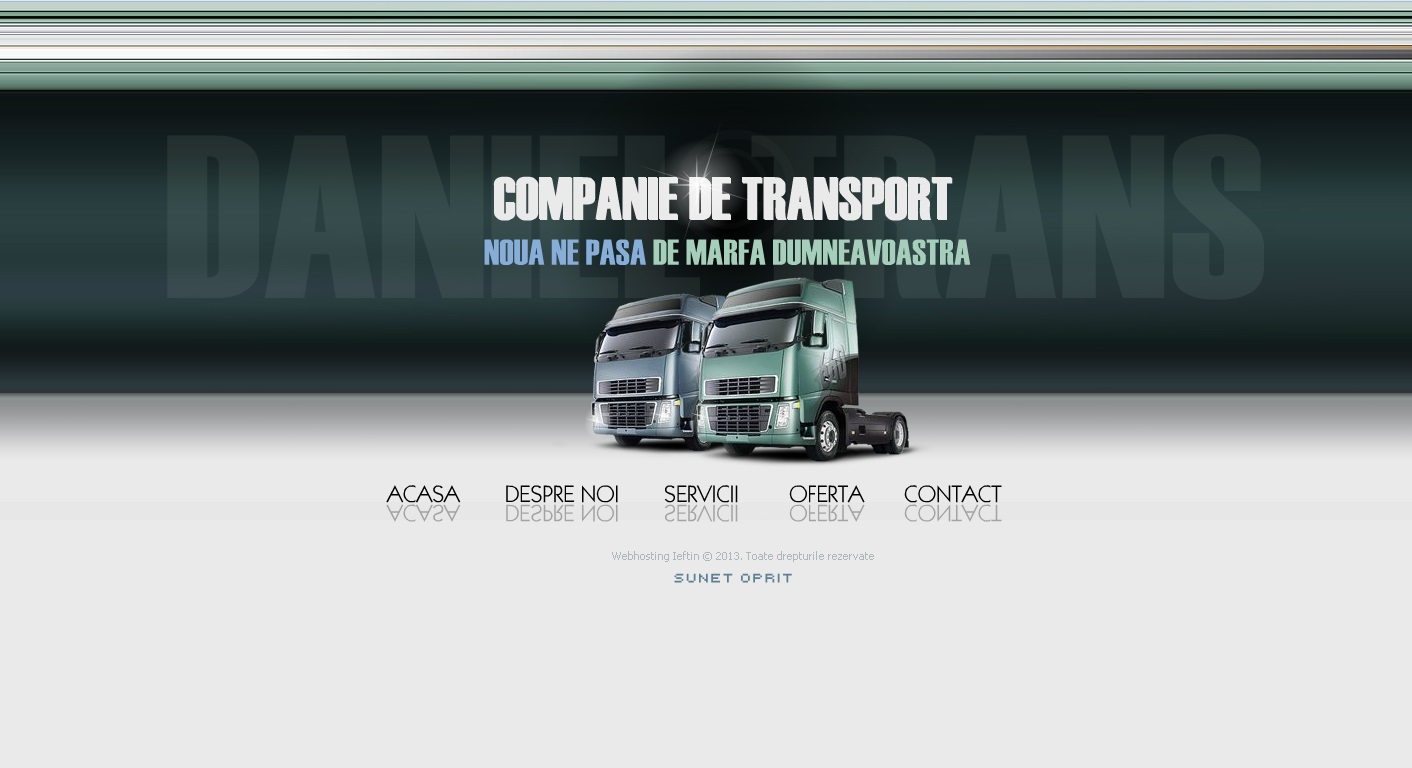 DANIEL TRANS
COMPANIE DE TRANSPORT
NOUA NE PASA DE MARFA DUMNEAVOASTRA
ACASA DESPRE NOI SERVICII OFERTA CONTACT
Webhosting Ieftin © 2013. Toate drepturile rezervate
SUNET OPRIT